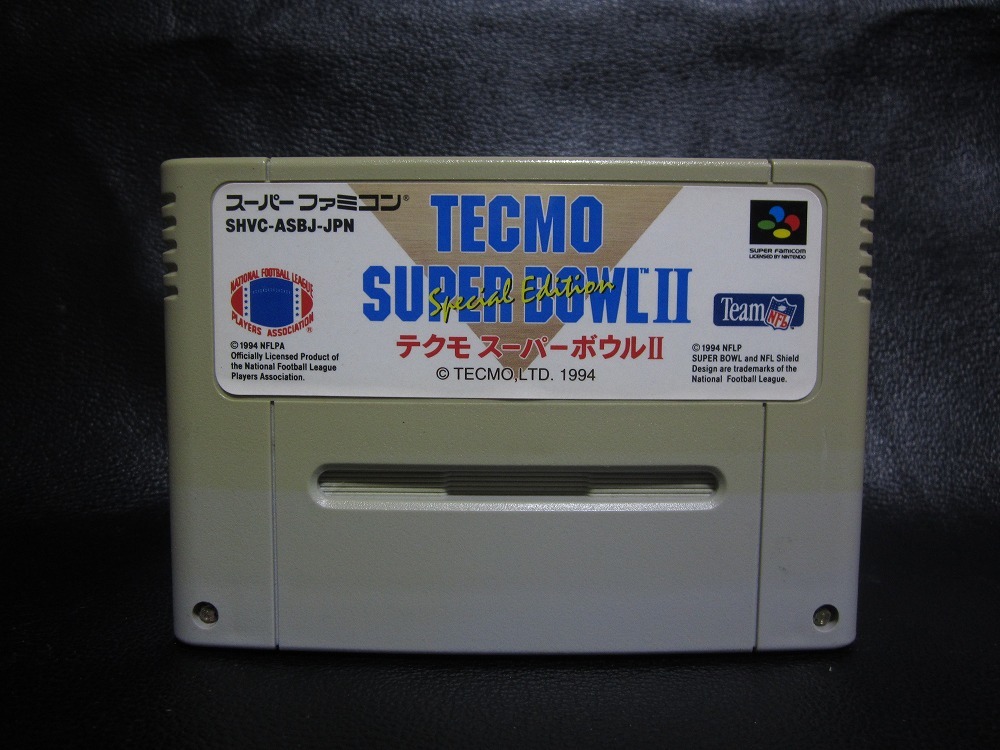 スーパーファミコン®
SHVC-ASBJ-JPN
TECMO
SUPER BOWL™ II
Special Edition
テクモ スーパーボウルII
© TECMO,LTD. 1994
NATIONAL FOOTBALL LEAGUE
PLAYERS ASSOCIATION®
© 1994 NFLPA
Officially Licensed Product of
the National Football League
Players Association.
SUPER FAMICOM
LICENSED BY NINTENDO
Team NFL
© 1994 NFLP
SUPER BOWL and NFL Shield
Design are trademarks of the
National Football League.